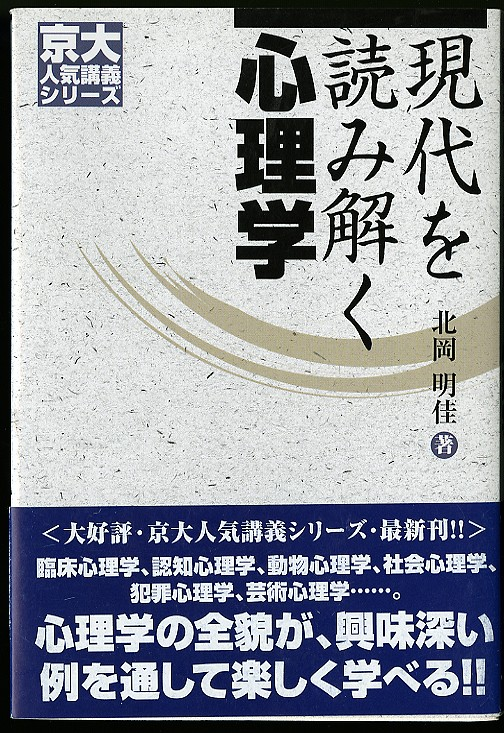 京大
人気講義
シリーズ
現代を
読み解く
心理学
北岡 明佳 著
<大好評・京大人気講義シリーズ・最新刊!!>
臨床心理学、認知心理学、動物心理学、社会心理学、
犯罪心理学、芸術心理学……。
心理学の全貌が、興味深い
例を通して楽しく学べる!!